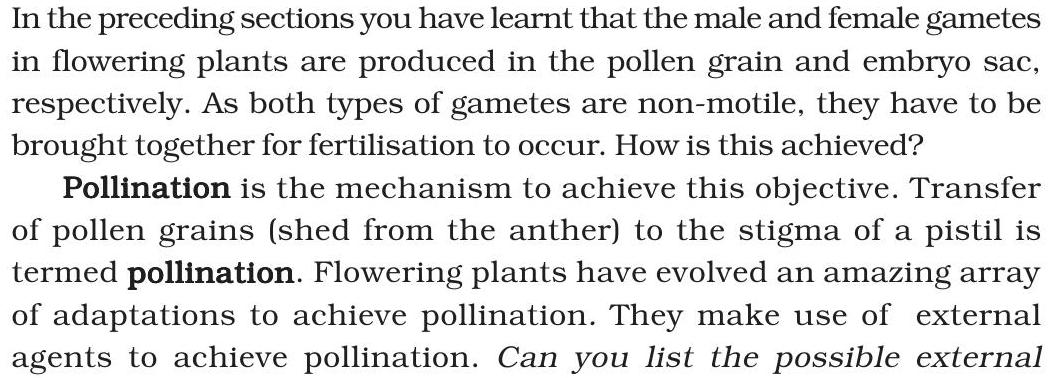 In the preceding sections you have learnt that the male and female gametes
in flowering plants are produced in the pollen grain and embryo sac,
respectively. As both types of gametes are non-motile, they have to be
brought together for fertilisation to occur. How is this achieved?
Pollination is the mechanism to achieve this objective. Transfer
of pollen grains (shed from the anther) to the stigma of a pistil is
termed pollination. Flowering plants have evolved an amazing array
of adaptations to achieve pollination. They make use of external
agents to achieve pollination. Can you list the possible external